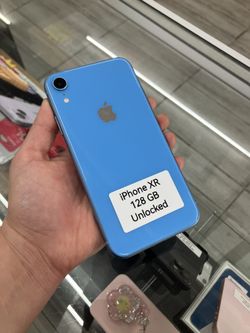 iPhone XR
128 GB
Unlocked